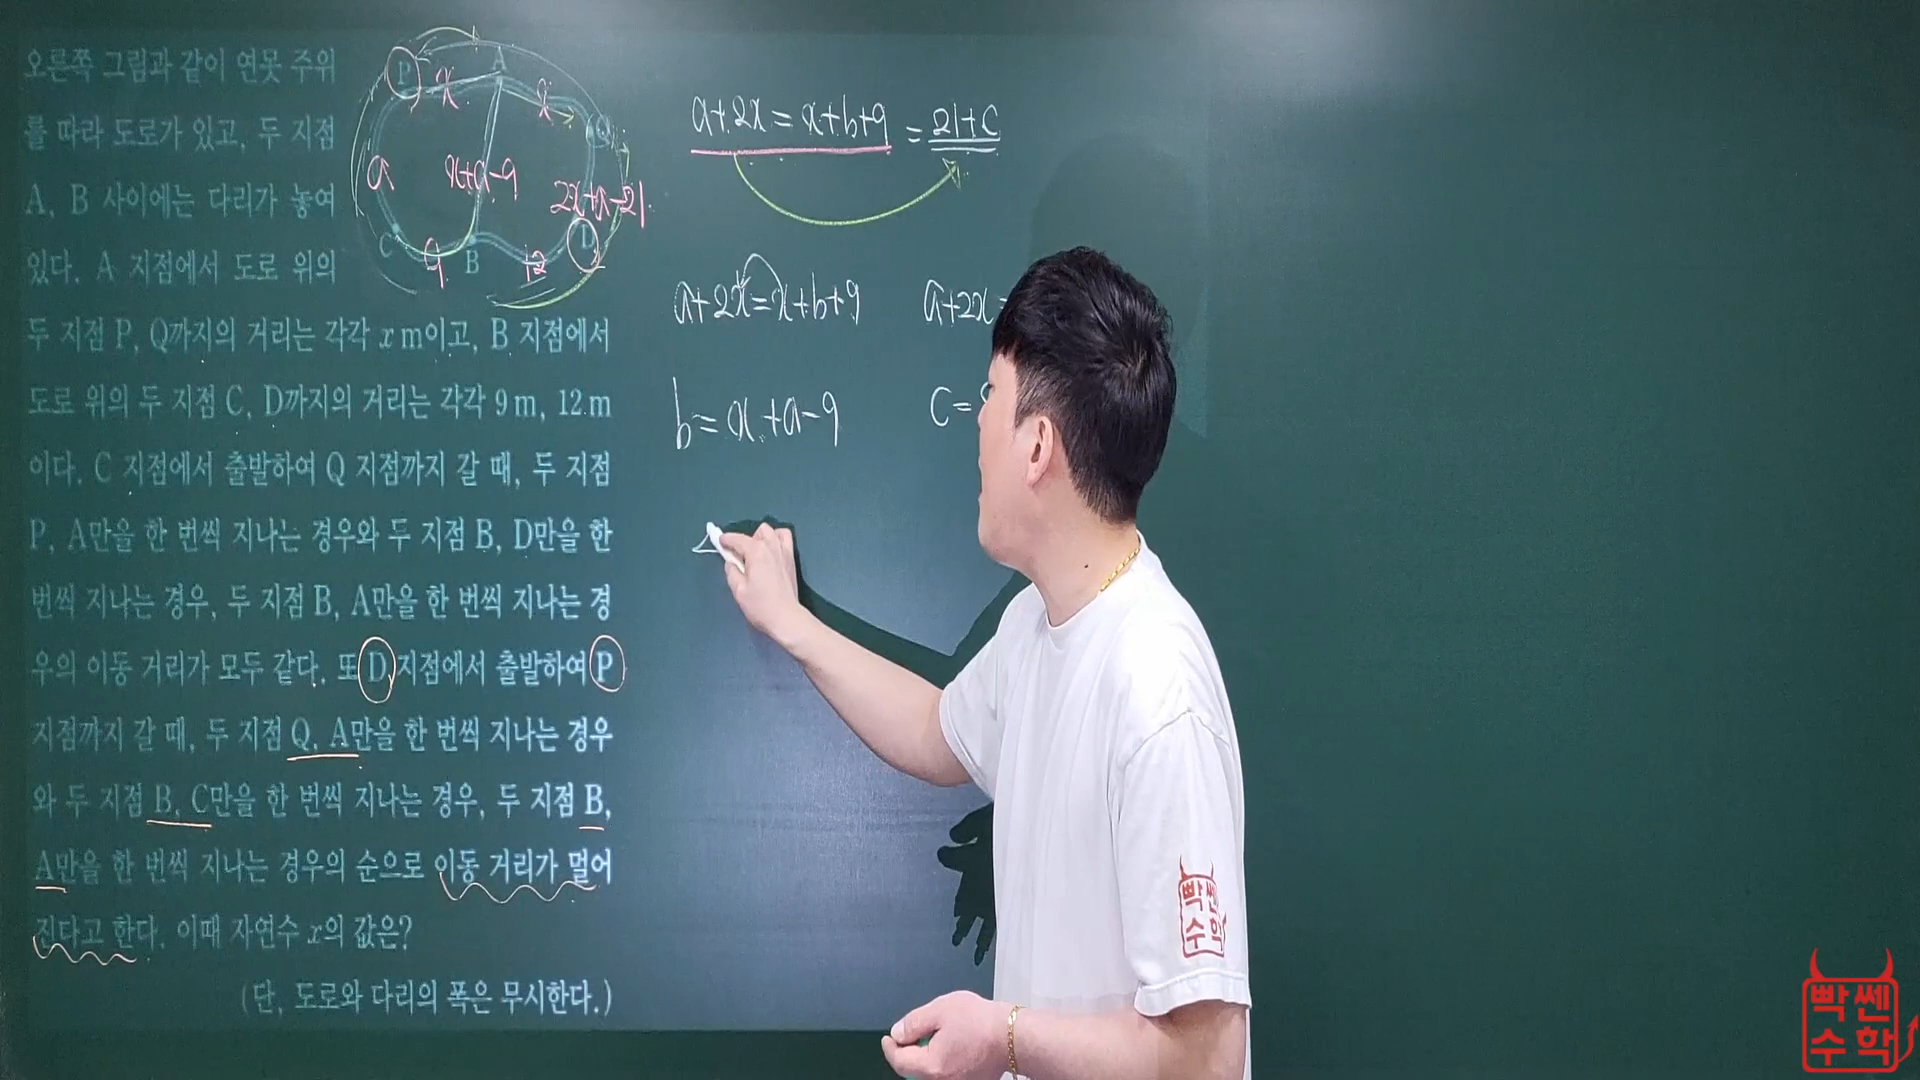 오른쪽 그림과 같이 연못 주위
를 따라 도로가 있고, 두 지점
A, B 사이에는 다리가 놓여
있다. A 지점에서 도로 위의
두 지점 P, Q까지의 거리는 각각 x m이고, B 지점에서
도로 위의 두 지점 C, D까지의 거리는 각각 9 m, 12 m
이다. C 지점에서 출발하여 Q 지점까지 갈 때, 두 지점
P, A만을 한 번씩 지나는 경우와 두 지점 B, D만을 한
번씩 지나는 경우, 두 지점 B, A만을 한 번씩 지나는 경
우의 이동 거리가 모두 같다. 또 D 지점에서 출발하여 P
지점까지 갈 때, 두 지점 Q, A만을 한 번씩 지나는 경우
와 두 지점 B, C만을 한 번씩 지나는 경우, 두 지점 B,
A만을 한 번씩 지나는 경우의 순으로 이동 거리가 멀어
진다고 한다. 이때 자연수 x의 값은?
(단, 도로와 다리의 폭은 무시한다.)
P A
x x
Q
a x+a-9 2x+a-21
C 9 B 12 D
a+2x=x+b+9 = 21+c
a+2x=x+b+9 a+2x=
b=x+a-9 c=
빡쎈
수학
빡쎈
수학